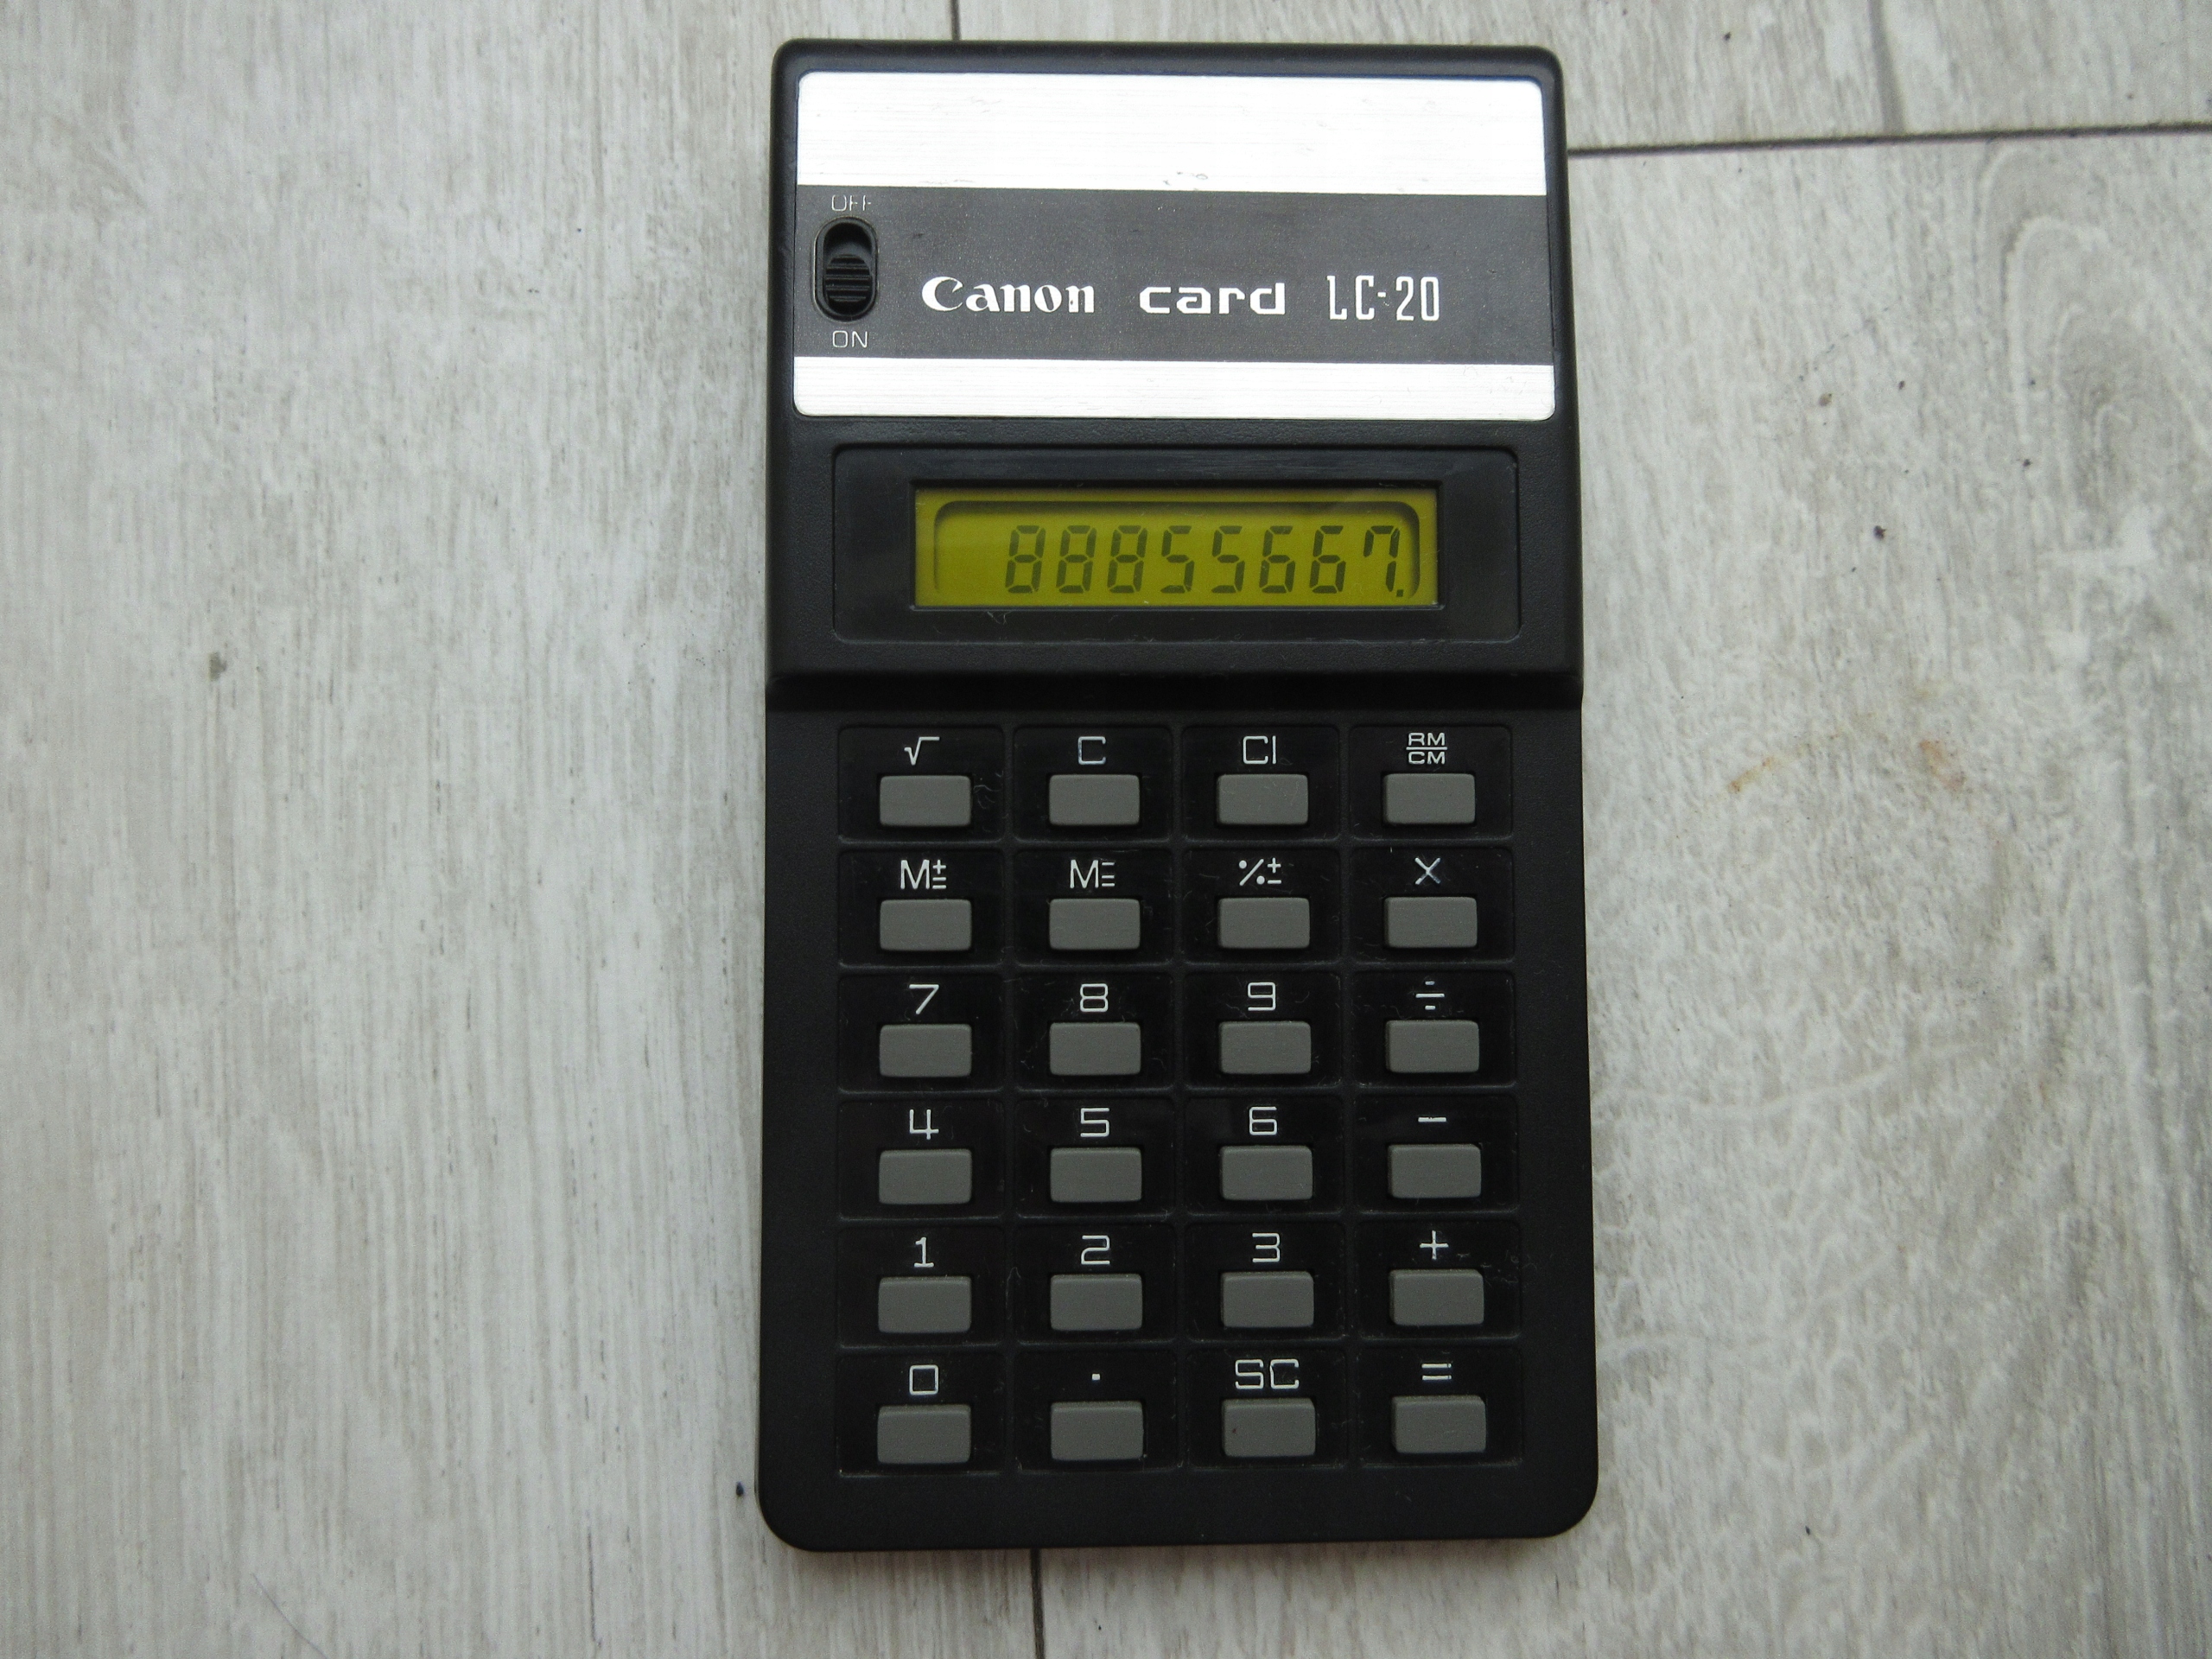 OFF
Canon card LC-20
ON
88855667.
√ C CI RM/CM
M± M= %± X
7 8 9 ÷
4 5 6 −
1 2 3 +
0 . SC =